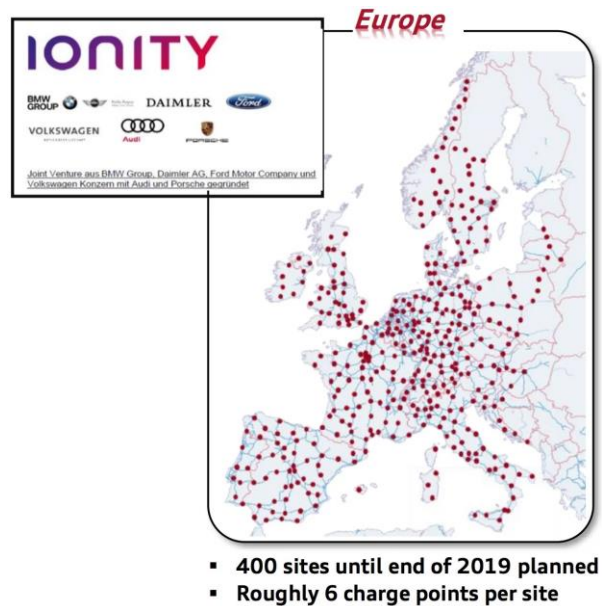 Europe
IONITY
BMW
GROUP
DAIMLER
Ford
VOLKSWAGEN
Audi
PORSCHE
Joint Venture aus BMW Group, Daimler AG, Ford Motor Company und
Volkswagen Konzern mit Audi und Porsche gegründet
▪ 400 sites until end of 2019 planned
▪ Roughly 6 charge points per site